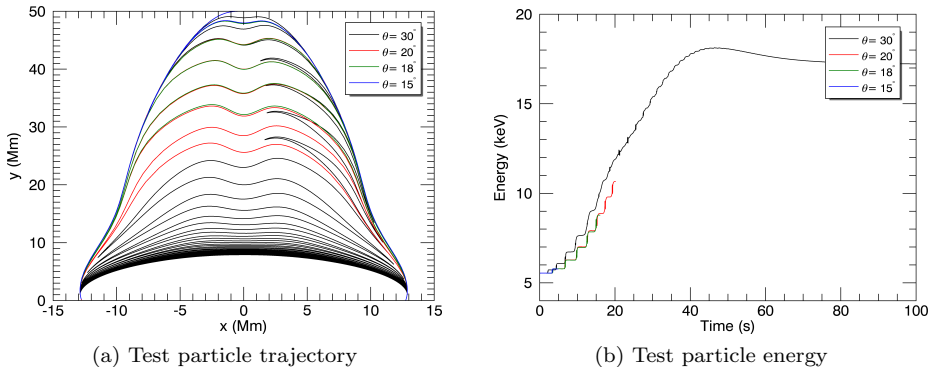 50
40
30
20
10
0
y (Mm)
-15 -10 -5 0 5 10 15
x (Mm)
θ= 30°
θ= 20°
θ= 18°
θ= 15°
(a) Test particle trajectory
20
15
10
5
Energy (keV)
0 20 40 60 80 100
Time (s)
θ= 30°
θ= 20°
θ= 18°
θ= 15°
(b) Test particle energy